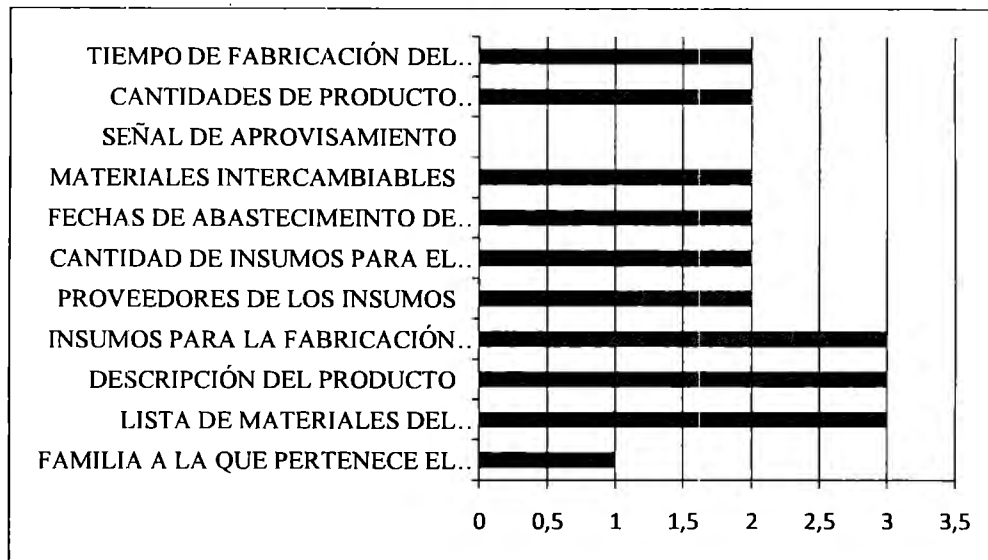 TIEMPO DE FABRICACIÓN DEL..
CANTIDADES DE PRODUCTO..
SEÑAL DE APROVISAMIENTO
MATERIALES INTERCAMBIABLES
FECHAS DE ABASTECIMEINTO DE..
CANTIDAD DE INSUMOS PARA EL..
PROVEEDORES DE LOS INSUMOS
INSUMOS PARA LA FABRICACIÓN..
DESCRIPCIÓN DEL PRODUCTO
LISTA DE MATERIALES DEL..
FAMILIA A LA QUE PERTENECE EL..
0 0,5 1 1,5 2 2,5 3 3,5